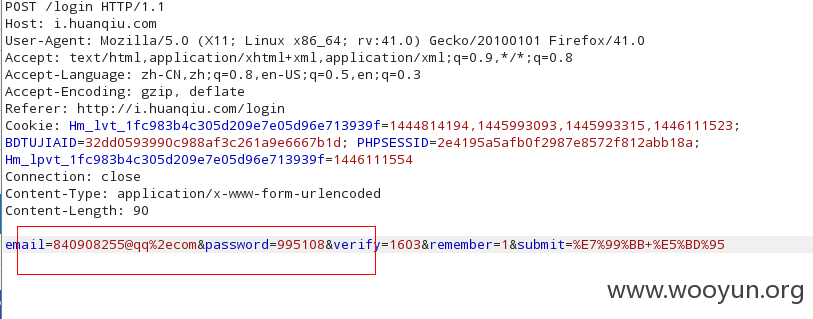 POST /login HTTP/1.1
Host: i.huanqiu.com
User-Agent: Mozilla/5.0 (X11; Linux x86_64; rv:41.0) Gecko/20100101 Firefox/41.0
Accept: text/html,application/xhtml+xml,application/xml;q=0.9,*/*;q=0.8
Accept-Language: zh-CN,zh;q=0.8,en-US;q=0.5,en;q=0.3
Accept-Encoding: gzip, deflate
Referer: http://i.huanqiu.com/login
Cookie: Hm_lvt_1fc983b4c305d209e7e05d96e713939f=1444814194,1445993093,1445993315,1446111523;
BDTUJIAID=32dd0593990c988af3c261a9e6667b1d; PHPSESSID=2e4195a5afb0f2987e8572f812abb18a;
Hm_lpvt_1fc983b4c305d209e7e05d96e713939f=1446111554
Connection: close
Content-Type: application/x-www-form-urlencoded
Content-Length: 90
email=840908255@qq%2ecom&password=995108&verify=1603&remember=1&submit=%E7%99%BB+%E5%BD%95
www.wooyun.org